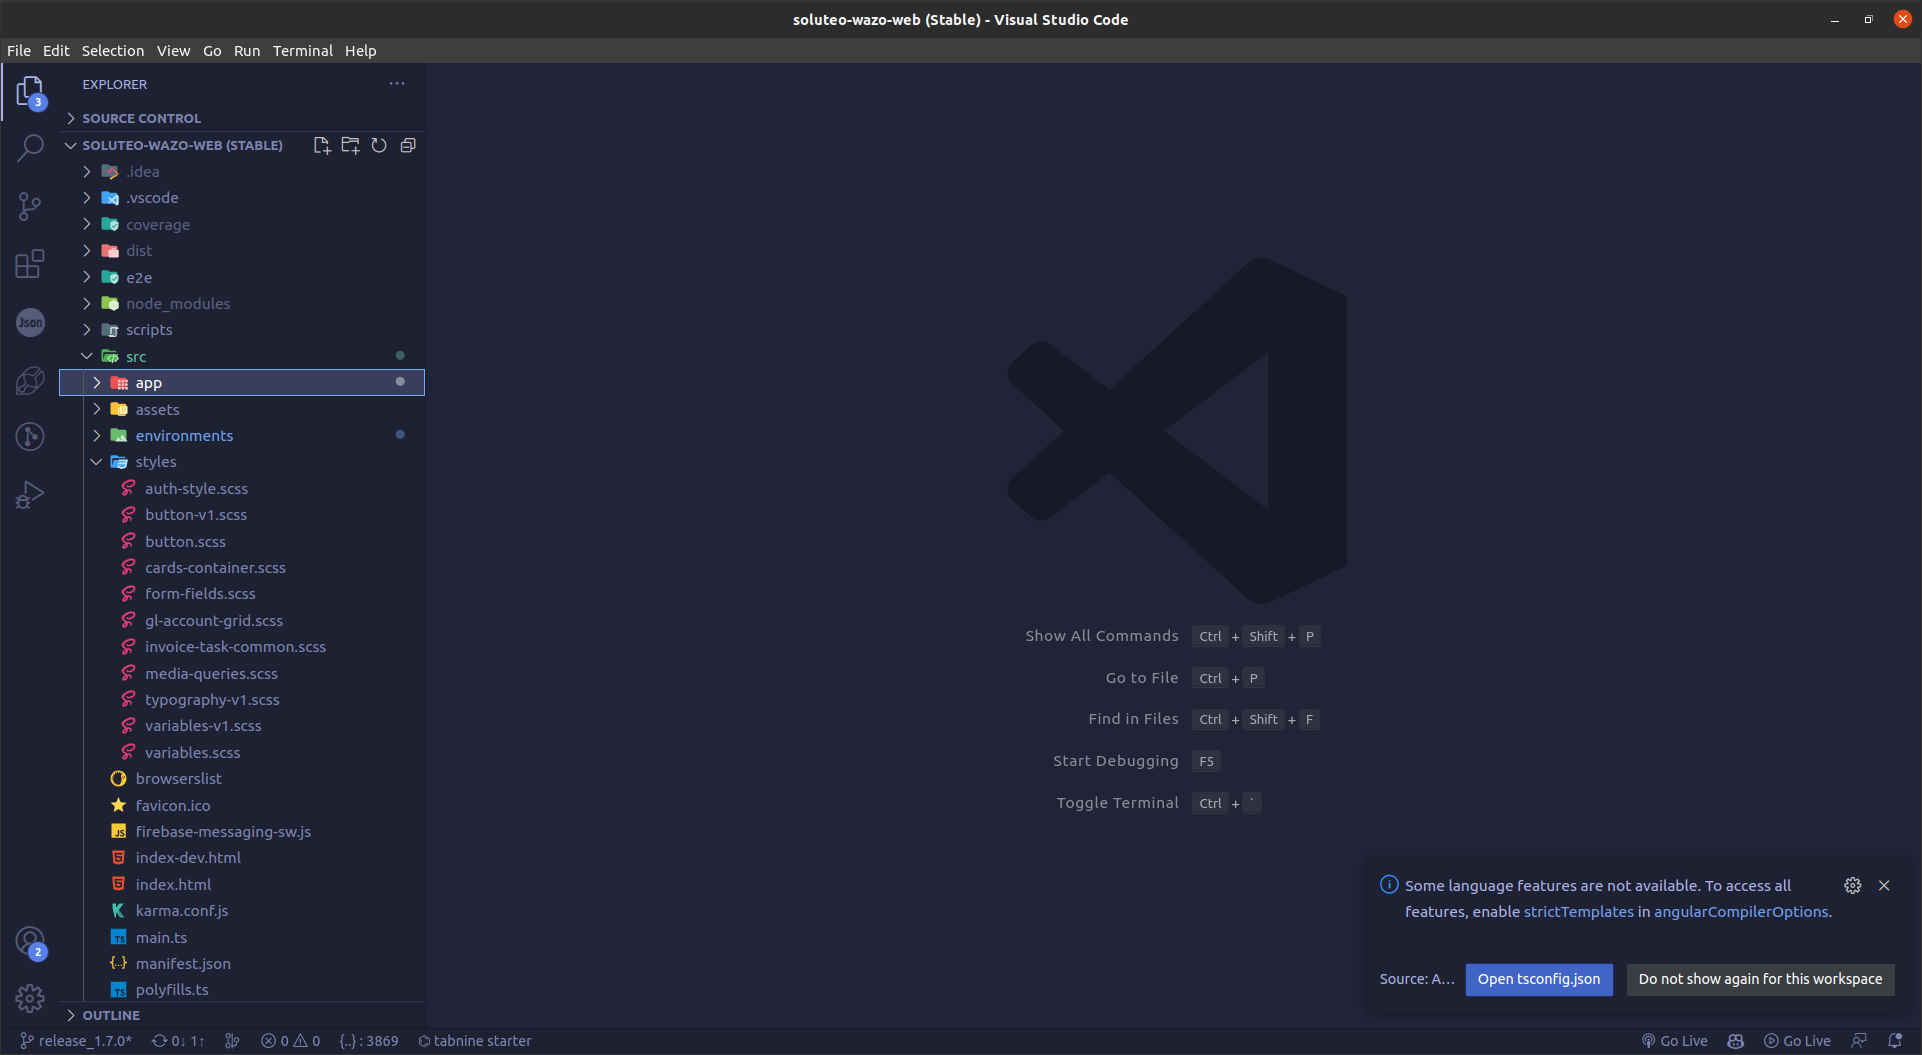 soluteo-wazo-web (Stable) - Visual Studio Code
File Edit Selection View Go Run Terminal Help
EXPLORER
3
SOURCE CONTROL
SOLUTEO-WAZO-WEB (STABLE)
.idea
.vscode
coverage
dist
e2e
node_modules
Json
scripts
src
app
assets
environments
styles
auth-style.scss
button-v1.scss
button.scss
cards-container.scss
form-fields.scss
gl-account-grid.scss
invoice-task-common.scss
media-queries.scss
typography-v1.scss
variables-v1.scss
variables.scss
browserslist
favicon.ico
JS firebase-messaging-sw.js
index-dev.html
index.html
karma.conf.js
TS main.ts
2
{..} manifest.json
TS polyfills.ts
OUTLINE
Show All Commands Ctrl + Shift + P
Go to File Ctrl + P
Find in Files Ctrl + Shift + F
Start Debugging F5
Toggle Terminal Ctrl + `
Some language features are not available. To access all
features, enable strictTemplates in angularCompilerOptions.
Source: A... Open tsconfig.json Do not show again for this workspace
release_1.7.0* 0↓ 1↑ 0 0 {..} : 3869 tabnine starter Go Live Go Live